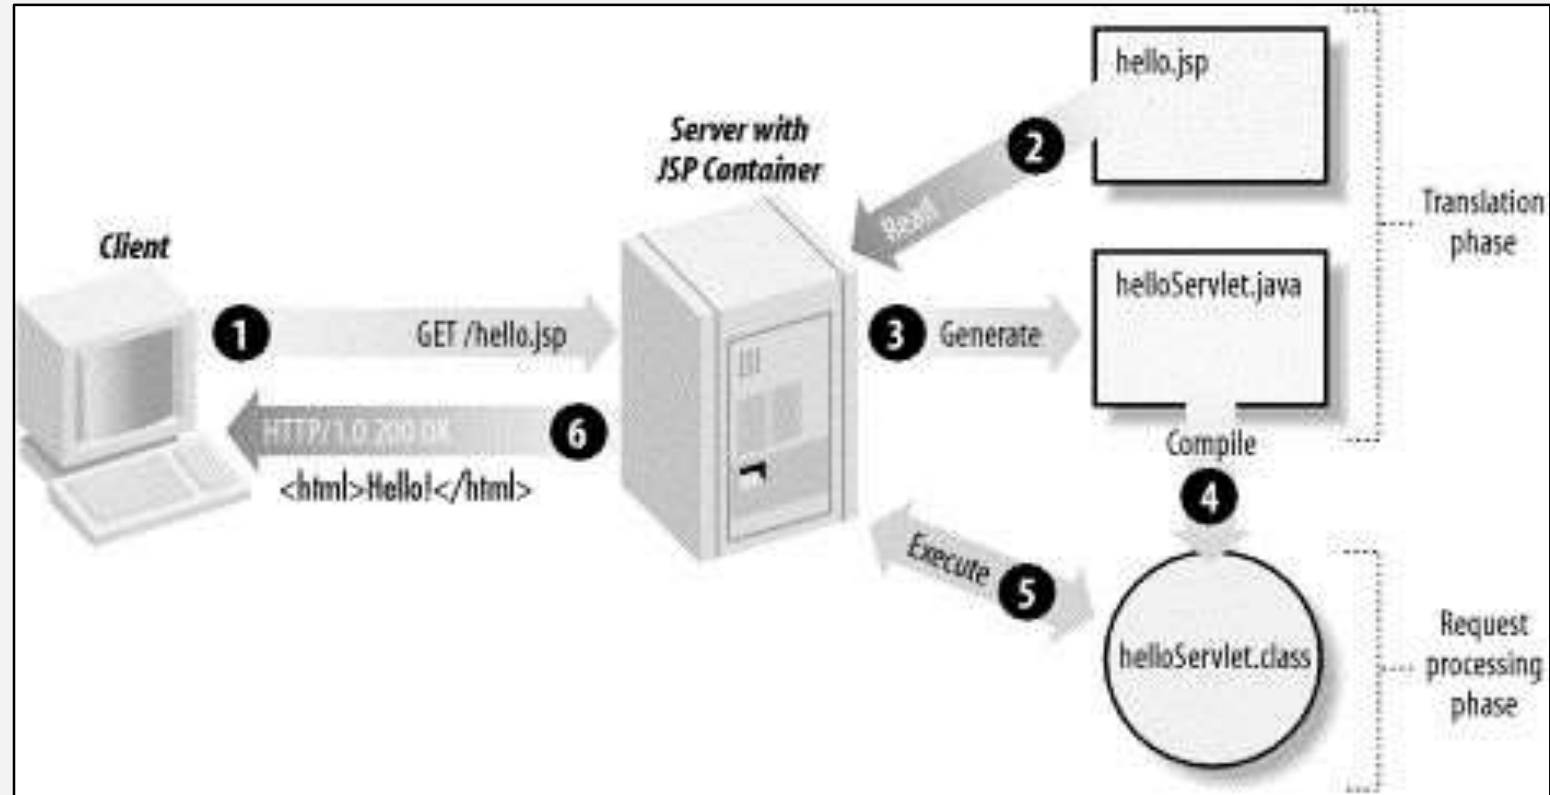 hello.jsp
2
Server with
JSP Container
Read
Translation
phase
Client
helloServlet.java
1
GET /hello.jsp
3
Generate
HTTP/1.0 200 OK
6
<html>Hello!</html>
Compile
4
Execute
5
helloServlet.class
Request
processing
phase